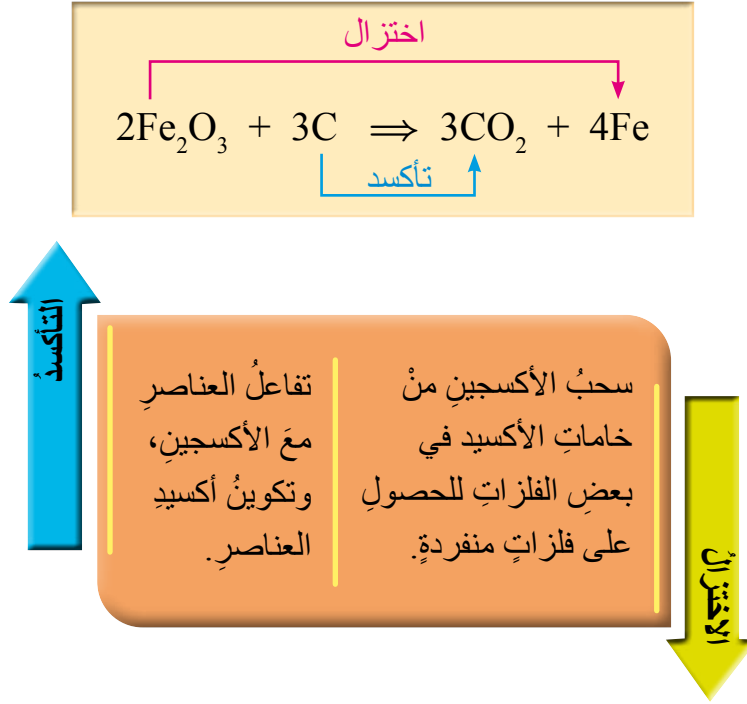 اختزال
2Fe₂O₃ + 3C ⇒ 3CO₂ + 4Fe
تأكسد
الاختزالُ
سحبُ الأكسجينِ منْ
خاماتِ الأكسيد في
بعضِ الفلزاتِ للحصولِ
على فلزاتٍ منفردةٍ.
التأكسدُ
تفاعلُ العناصرِ
معَ الأكسجينِ،
وتكوينُ أكسيدِ
العناصرِ.